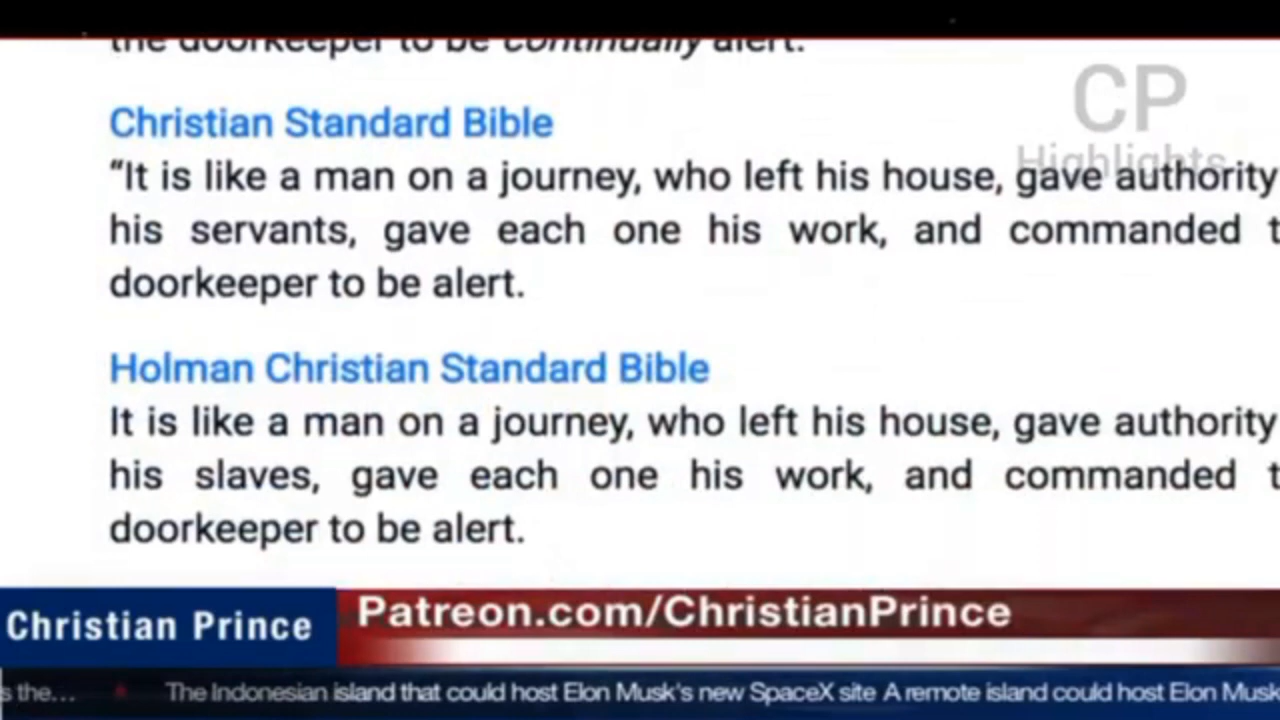 the doorkeeper to be continually alert.
CP
Highlights
Christian Standard Bible
“It is like a man on a journey, who left his house, gave authority
his servants, gave each one his work, and commanded t
doorkeeper to be alert.
Holman Christian Standard Bible
It is like a man on a journey, who left his house, gave authority
his slaves, gave each one his work, and commanded t
doorkeeper to be alert.
Christian Prince
Patreon.com/ChristianPrince
s the... The Indonesian island that could host Elon Musk's new SpaceX site A remote island could host Elon Musk